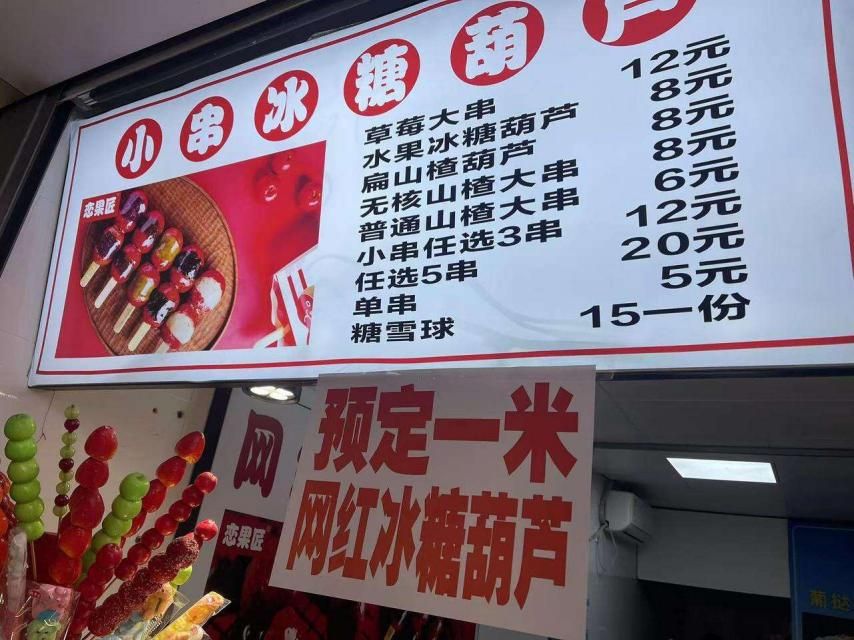 小串冰糖葫芦
恋果匠
草莓大串 12元
水果冰糖葫芦 8元
扁山楂葫芦 8元
无核山楂大串 8元
普通山楂大串 6元
小串任选3串 12元
任选5串 20元
单串 5元
糖雪球 15一份
预定一米
网红冰糖葫芦
网
恋果匠
葡挞